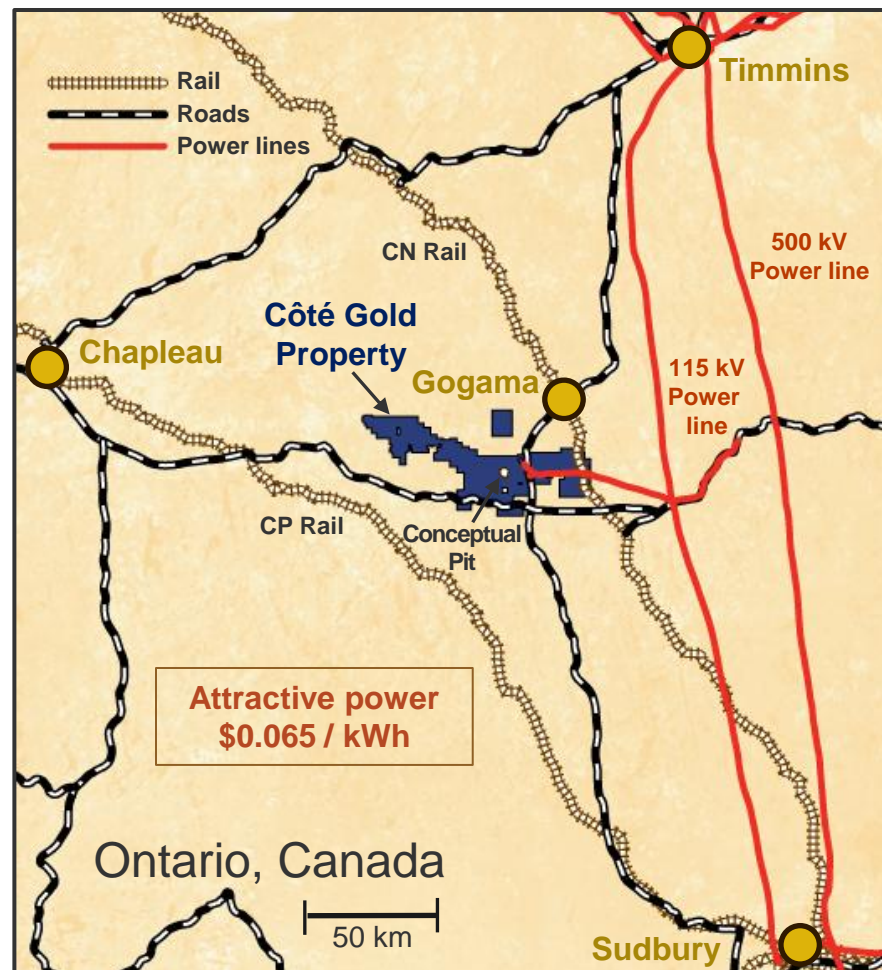 Timmins
Rail
Roads
Power lines
CN Rail
500 kV
Power line
Côté Gold
Property
Chapleau
Gogama
115 kV
Power
line
CP Rail
Conceptual
Pit
Attractive power
$0.065 / kWh
Ontario, Canada
50 km
Sudbury